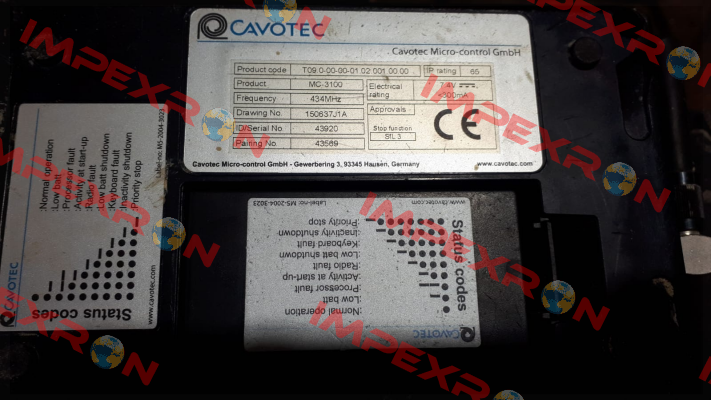 CAVOTEC
Cavotec Micro-control GmbH
Product code T09.0-00-00-01.02.001.00.00 IP rating 65
Product MC-3100 Electrical rating 4V <300mA
Frequency 434MHz
Drawing No. 150637J1A Approvals
ID/Serial No. 43920 Stop function SIL 3
Pairing No. 43589
CE
Cavotec Micro-control GmbH - Gewerbering 3, 93345 Hausen, Germany www.cavotec.com
CAVOTEC
Status codes
www.cavotec.com
:Normal operation
:Low batt
:Processor fault
:Activity at start-up
:Radio fault
:Low batt shutdown
:Keyboard fault
:Inactivity shutdown
:Priority stop
Label-no: MS-2004-3023
CAVOTEC
Status codes
www.cavotec.com
:Normal operation
:Low batt
:Processor fault
:Activity at start-up
:Radio fault
:Low batt shutdown
:Keyboard fault
:Inactivity shutdown
:Priority stop
Label-no: MS-2004-3023
IMPEXRON
IMPEXRON
IMPEXRON
IMPEXRON
IMPEXRON